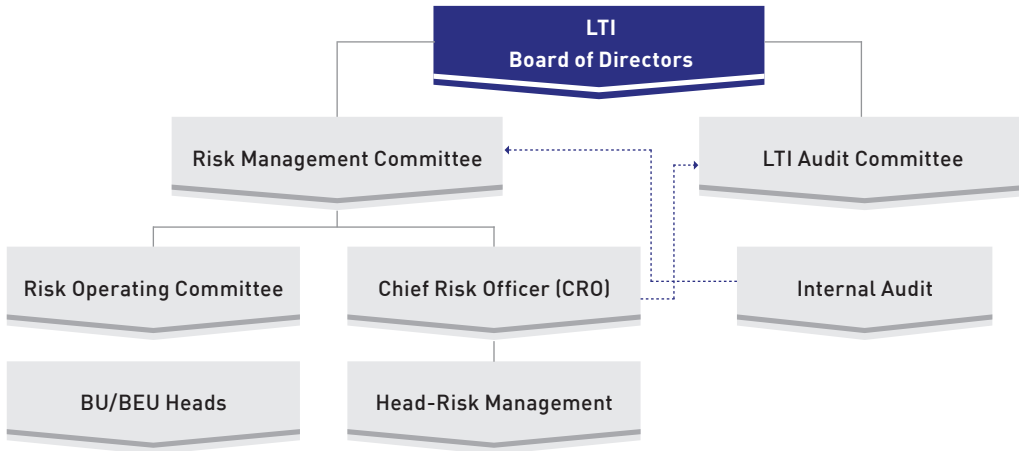 LTI
Board of Directors
Risk Management Committee
LTI Audit Committee
Risk Operating Committee
Chief Risk Officer (CRO)
Internal Audit
BU/BEU Heads
Head-Risk Management